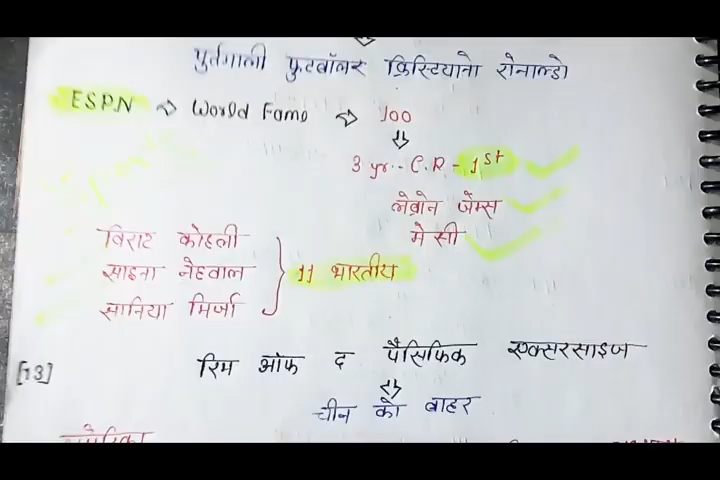 पुर्तगाली फुटबॉलर क्रिस्टियानो रोनाल्डो
ESPN ⇒ World Fame ⇒ 100
3 yr. - C.R - 1st
लेब्रोन जेम्स
विराट कोहली
मेसी
साइना नेहवाल
11 भारतीय
सानिया मिर्जा
[13] रिम ऑफ द पैसिफिक एक्सरसाइज
चीन को बाहर